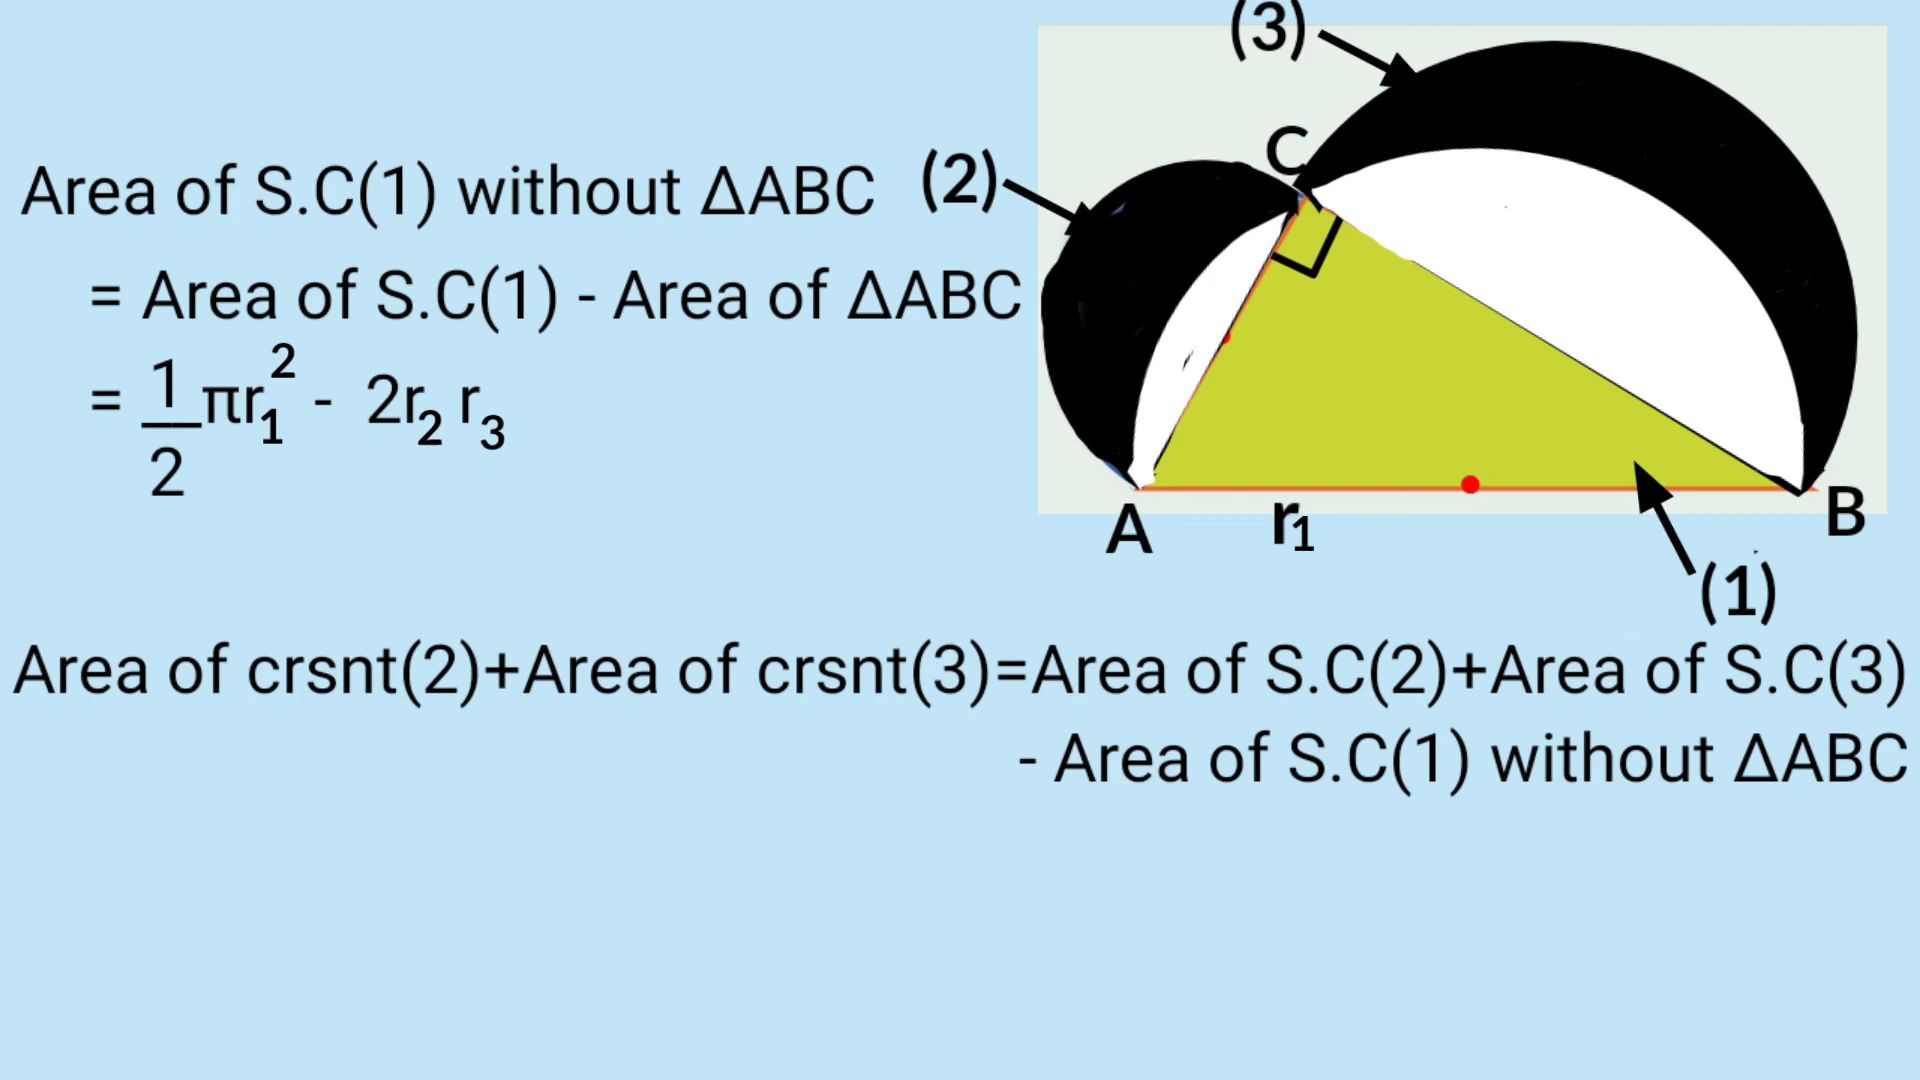 Area of S.C(1) without ΔABC
= Area of S.C(1) - Area of ΔABC
= 1/2 πr₁² - 2r₂ r₃
(3)
C
(2)
A
r₁
B
(1)
Area of crsnt(2)+Area of crsnt(3)=Area of S.C(2)+Area of S.C(3)
- Area of S.C(1) without ΔABC